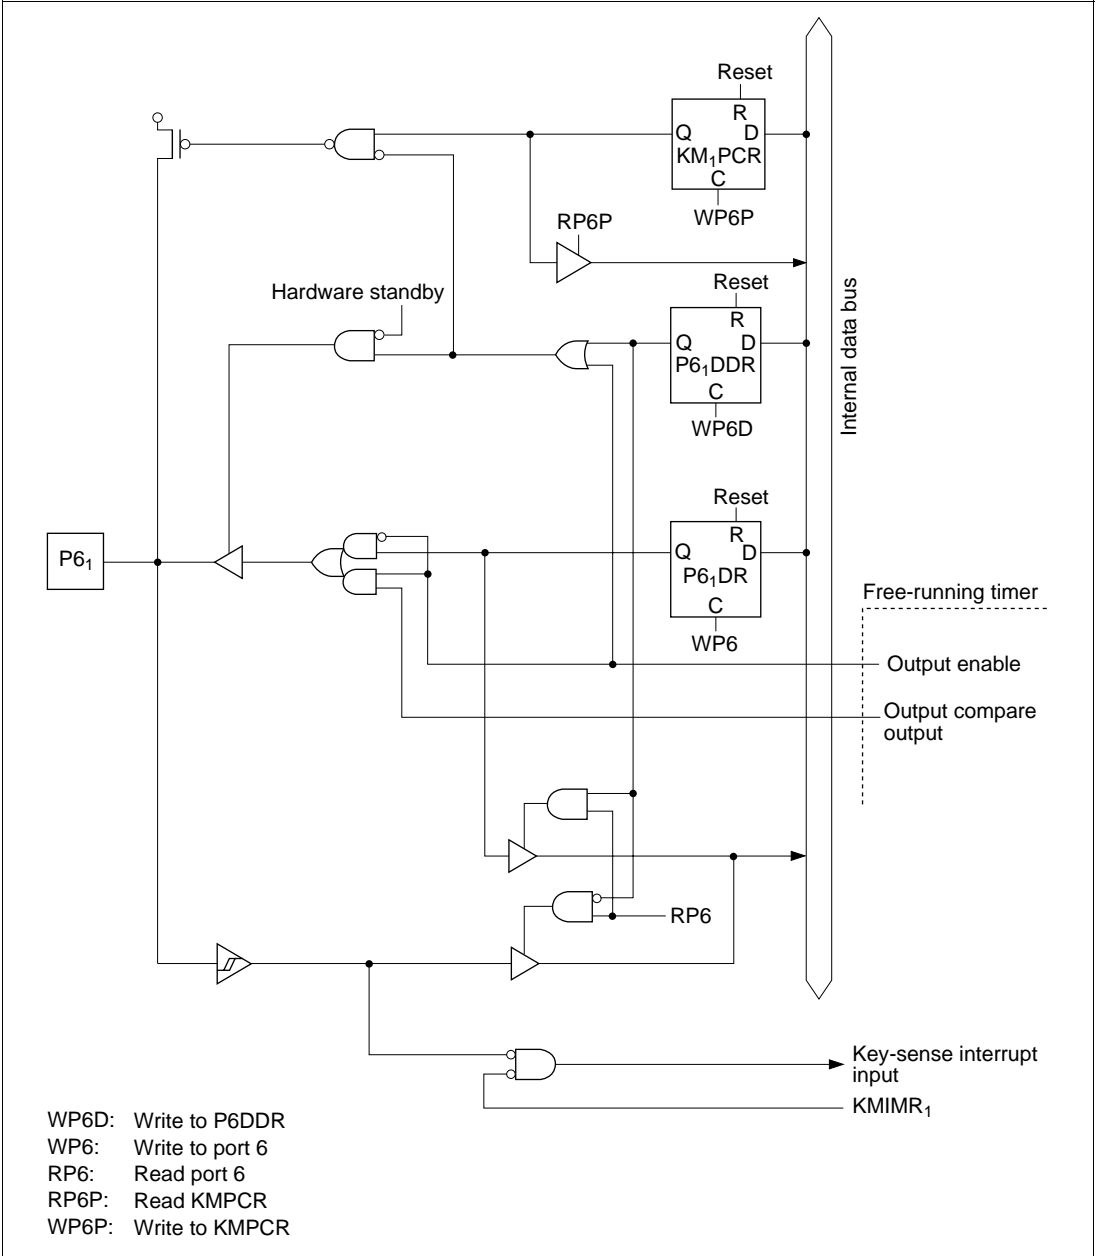 Reset
R
Q D
KM₁PCR
C
WP6P
RP6P
Hardware standby
Reset
R
Q D
P6₁DDR
C
WP6D
Internal data bus
Reset
R
Q D
P6₁DR
C
WP6
P6₁
Free-running timer
Output enable
Output compare
output
RP6
Key-sense interrupt
input
KMIMR₁
WP6D: Write to P6DDR
WP6: Write to port 6
RP6: Read port 6
RP6P: Read KMPCR
WP6P: Write to KMPCR